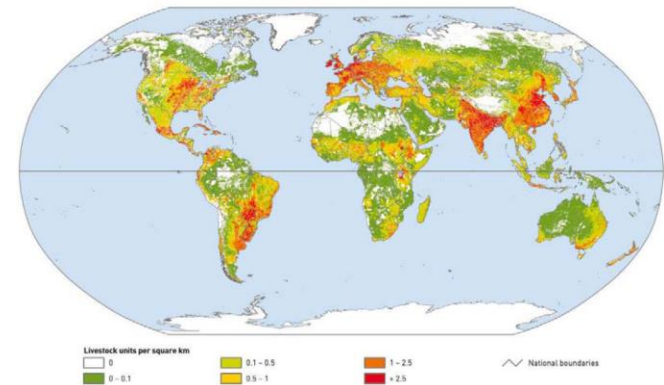 Livestock units per square km
0
0 – 0.1
0.1 – 0.5
0.5 – 1
1 – 2.5
> 2.5
National boundaries